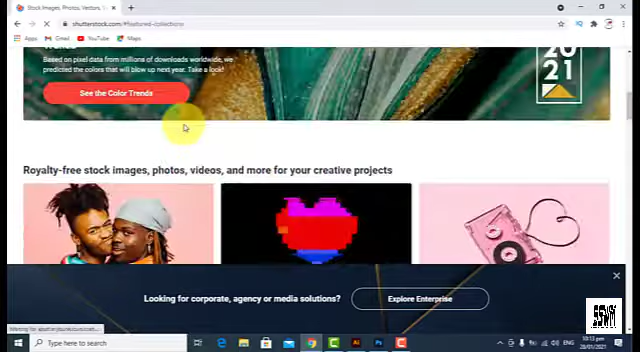 Stock Images, Photos, Vectors, V
shutterstock.com/#featured-collections
Apps Gmail YouTube Maps
Trends
Based on pixel data from millions of downloads worldwide, we
predicted the colors that will blow up next year. Take a look!
See the Color Trends
20
21
Royalty-free stock images, photos, videos, and more for your creative projects
Looking for corporate, agency or media solutions?
Explore Enterprise
Type here to search
ENG
10:13 pm
28/01/2021